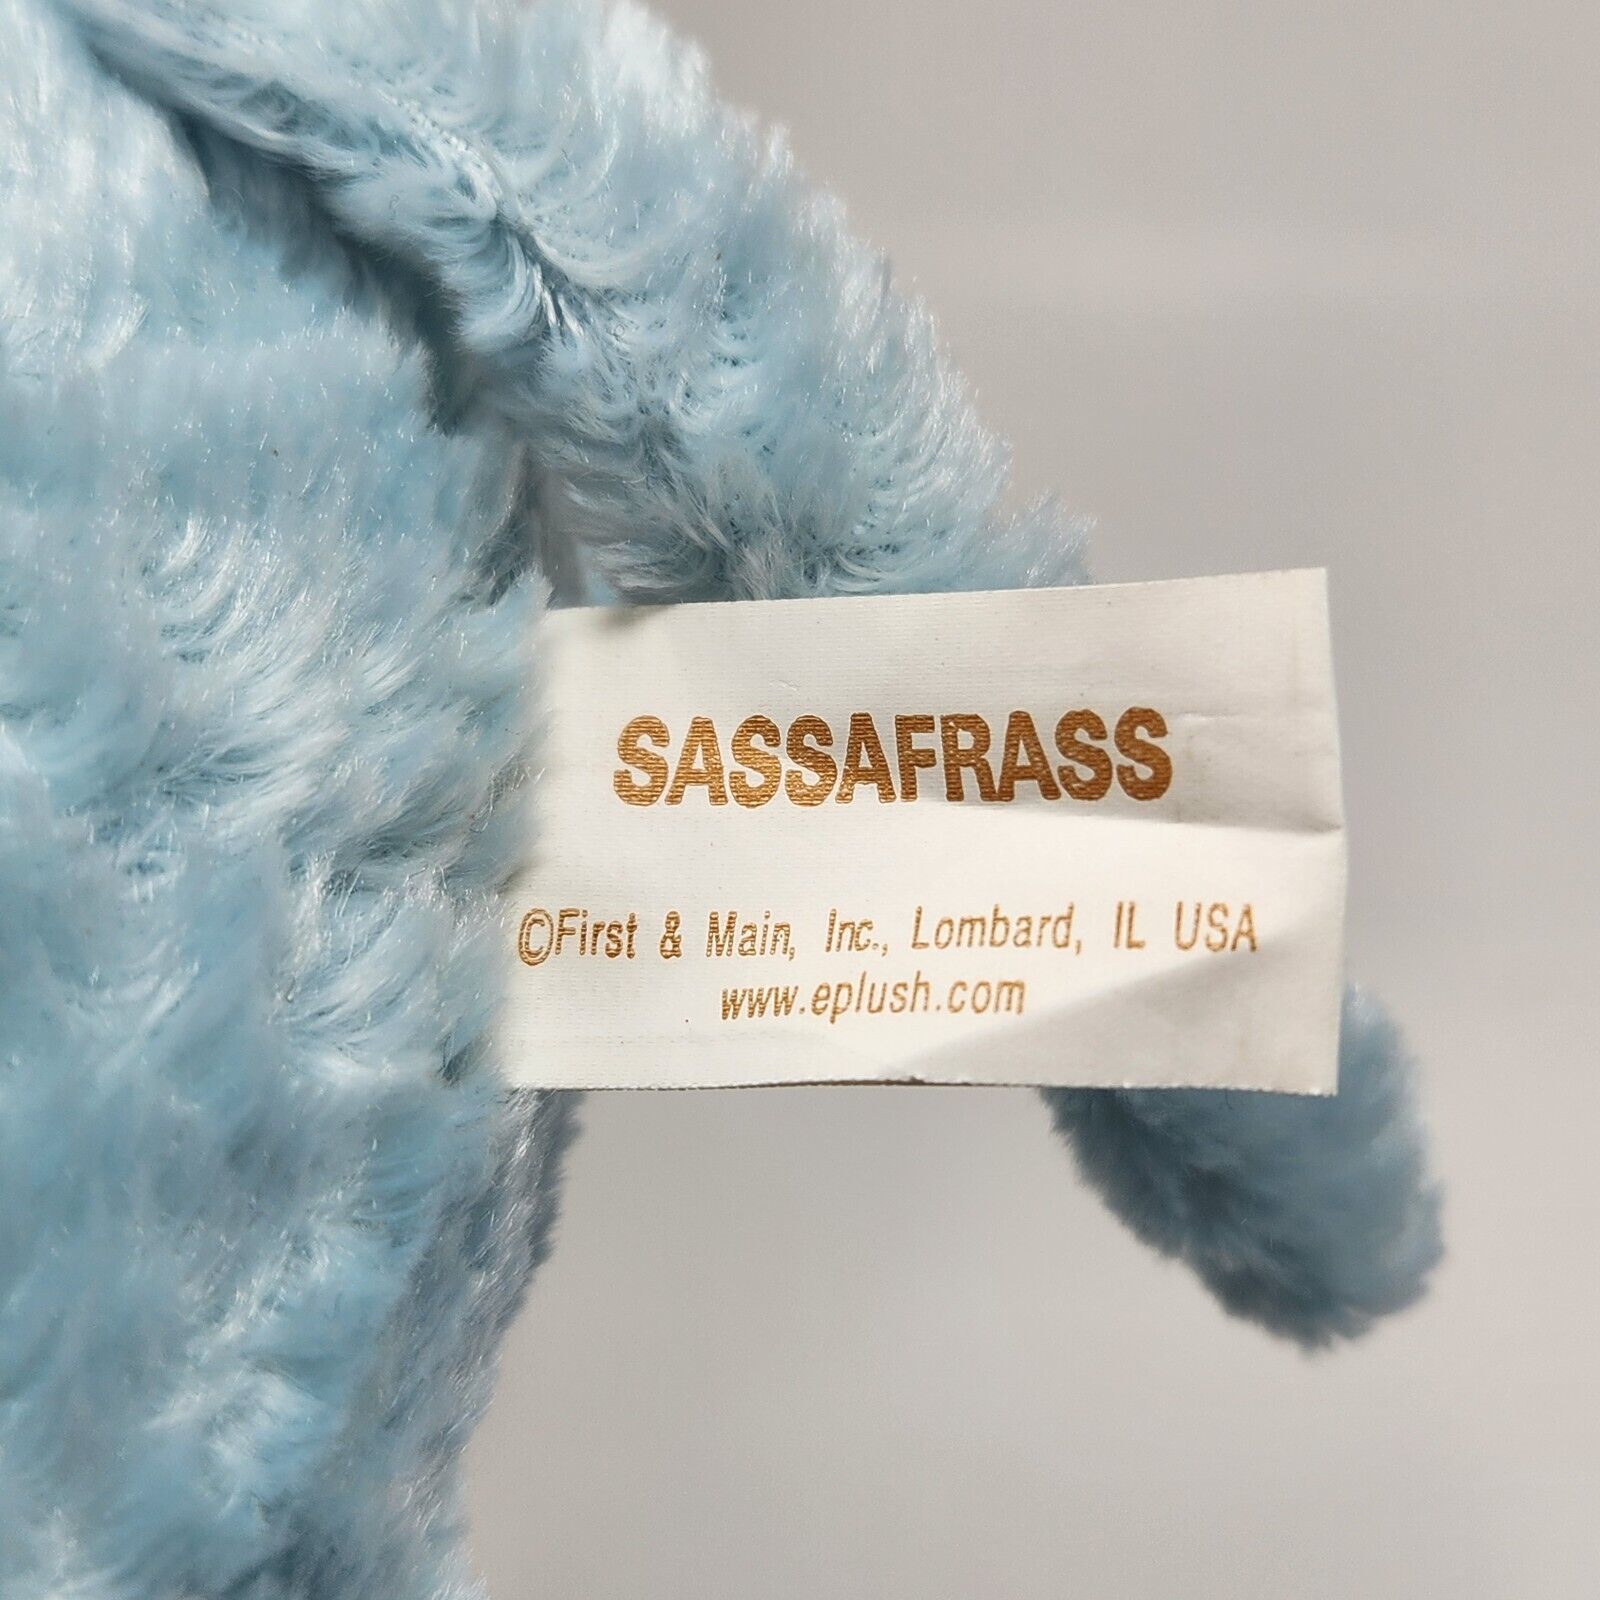 SASSAFRASS
©First & Main, Inc., Lombard, IL USA
www.eplush.com